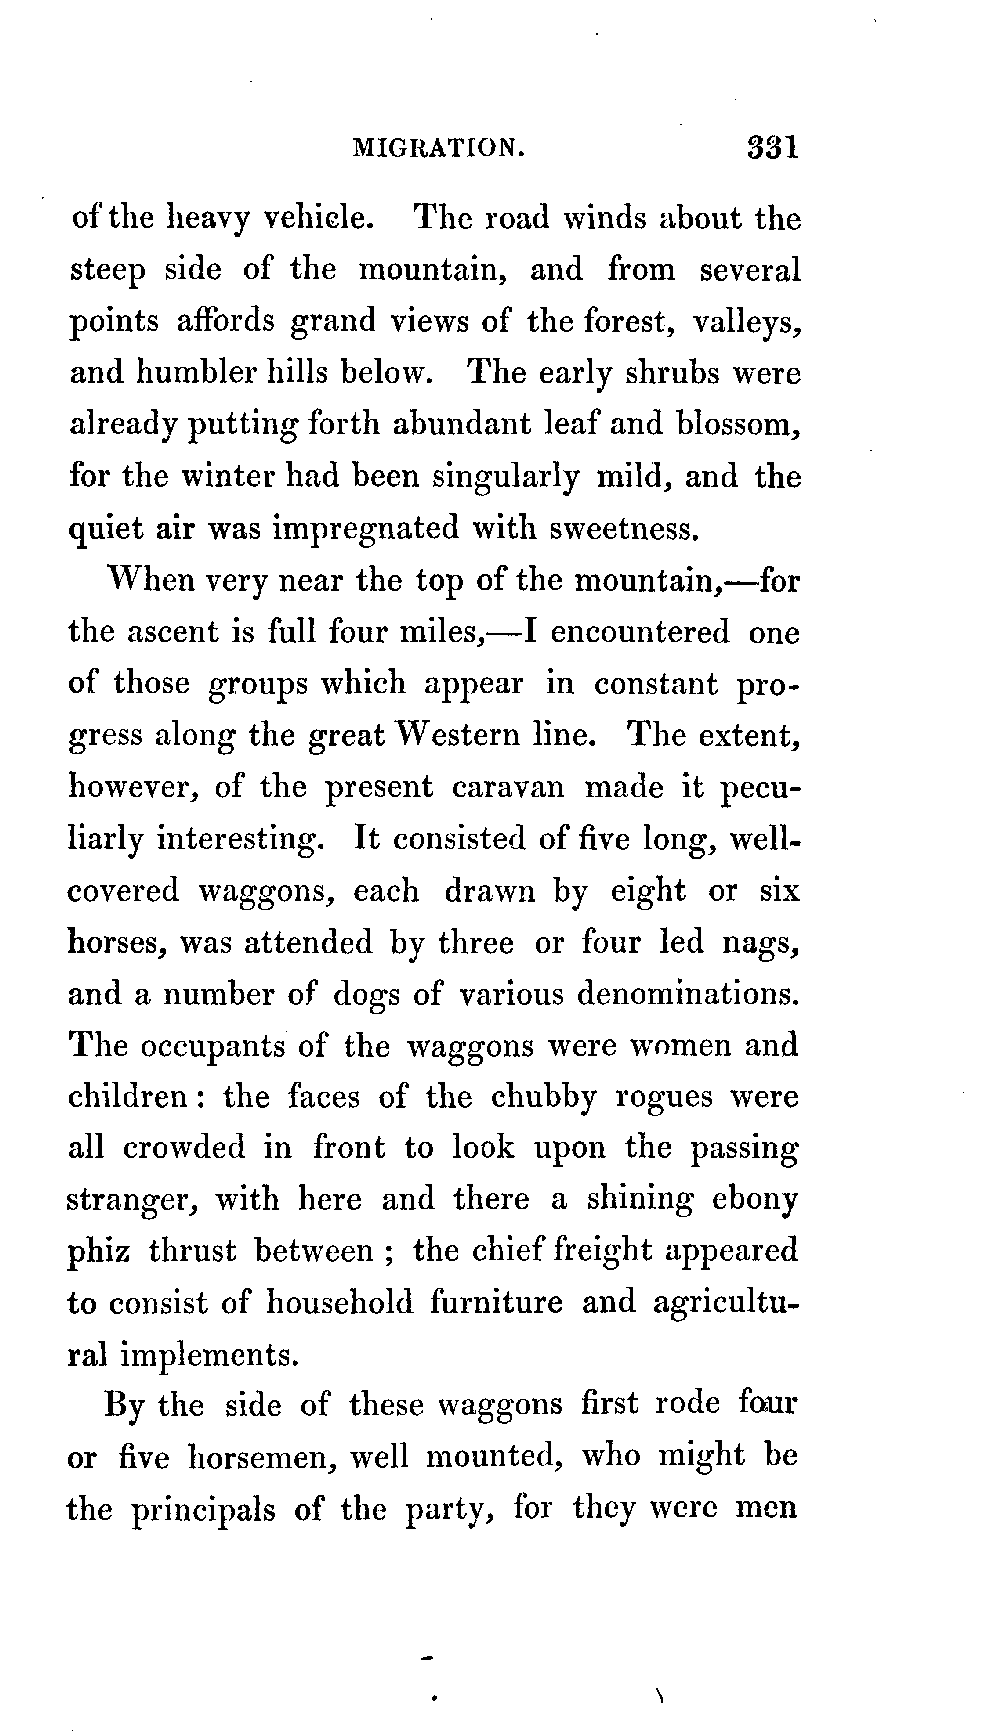 MIGRATION. 331
of the heavy vehicle. The road winds about the
steep side of the mountain, and from several
points affords grand views of the forest, valleys,
and humbler hills below. The early shrubs were
already putting forth abundant leaf and blossom,
for the winter had been singularly mild, and the
quiet air was impregnated with sweetness.
When very near the top of the mountain,—for
the ascent is full four miles,—I encountered one
of those groups which appear in constant pro-
gress along the great Western line. The extent,
however, of the present caravan made it pecu-
liarly interesting. It consisted of five long, well-
covered waggons, each drawn by eight or six
horses, was attended by three or four led nags,
and a number of dogs of various denominations.
The occupants of the waggons were women and
children : the faces of the chubby rogues were
all crowded in front to look upon the passing
stranger, with here and there a shining ebony
phiz thrust between ; the chief freight appeared
to consist of household furniture and agricultu-
ral implements.
By the side of these waggons first rode four
or five horsemen, well mounted, who might be
the principals of the party, for they were men